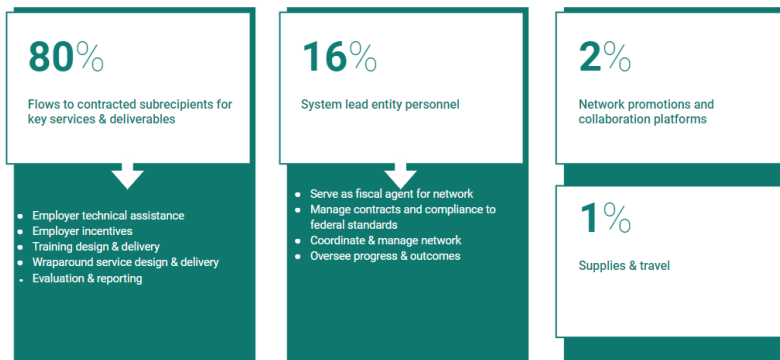 80%
Flows to contracted subrecipients for
key services & deliverables
• Employer technical assistance
• Employer incentives
• Training design & delivery
• Wraparound service design & delivery
• Evaluation & reporting
16%
System lead entity personnel
• Serve as fiscal agent for network
• Manage contracts and compliance to
federal standards
• Coordinate & manage network
• Oversee progress & outcomes
2%
Network promotions and
collaboration platforms
1%
Supplies & travel